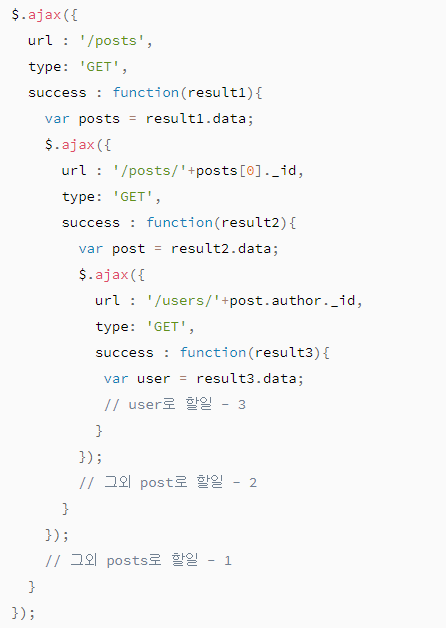 $.ajax({
  url : '/posts',
  type: 'GET',
  success : function(result1){
    var posts = result1.data;
    $.ajax({
      url : '/posts/'+posts[0]._id,
      type: 'GET',
      success : function(result2){
        var post = result2.data;
        $.ajax({
          url : '/users/'+post.author._id,
          type: 'GET',
          success : function(result3){
           var user = result3.data;
           // user로 할일 - 3
          }
        });
        // 그외 post로 할일 - 2
      }
    });
    // 그외 posts로 할일 - 1
  }
});